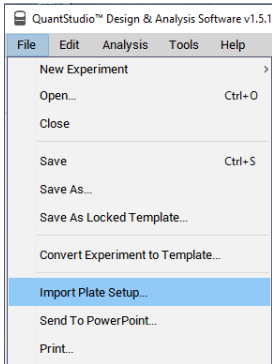 QuantStudio™ Design & Analysis Software v1.5.1
File Edit Analysis Tools Help
New Experiment >
Open... Ctrl+O
Close
Save Ctrl+S
Save As...
Save As Locked Template...
Convert Experiment to Template...
Import Plate Setup...
Send To PowerPoint...
Print...